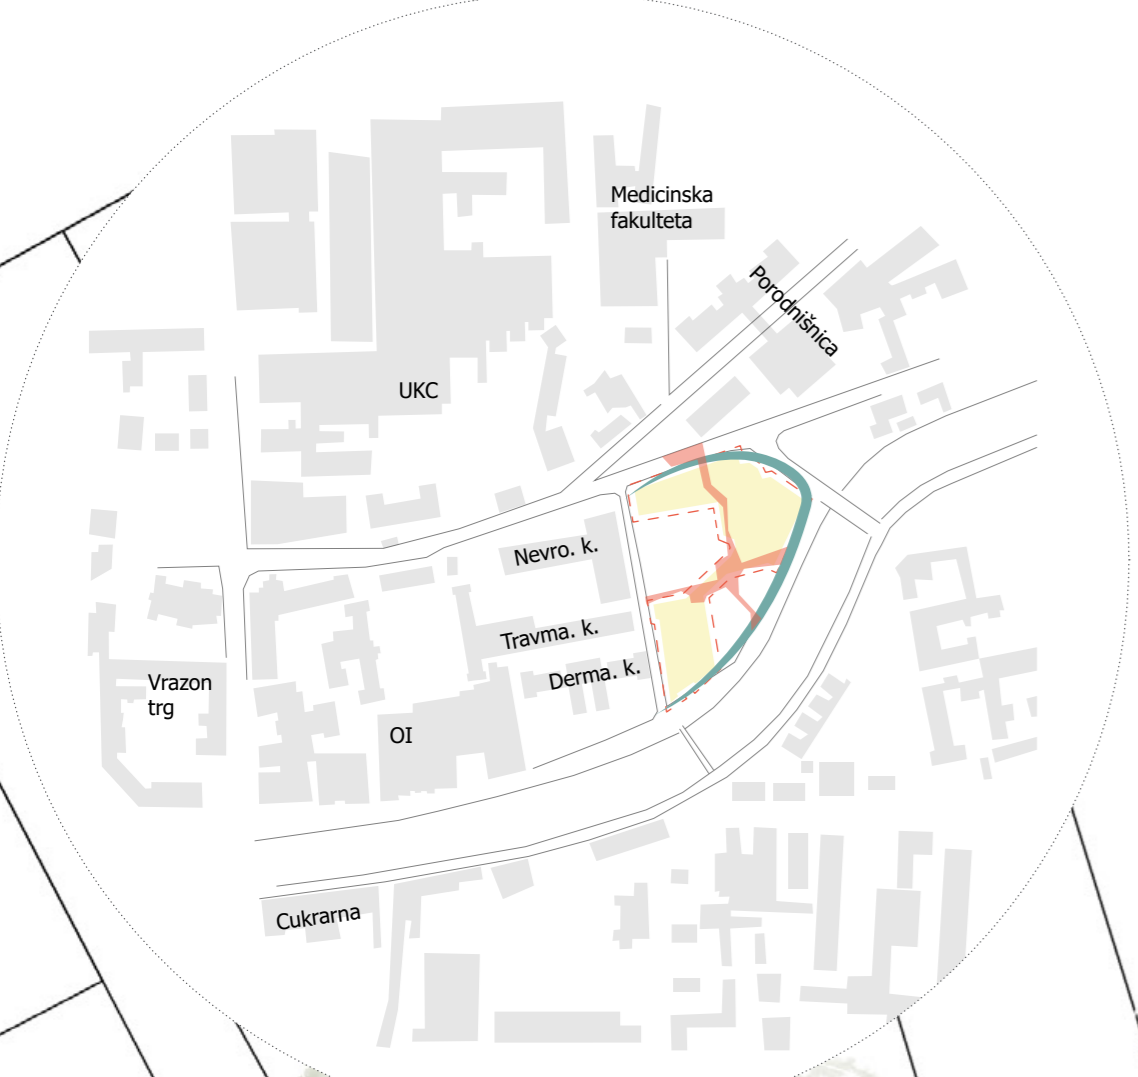 Medicinska
fakulteta
Porodnišnica
UKC
Nevro. k.
Travma. k.
Derma. k.
Vrazon
trg
OI
Cukrarna